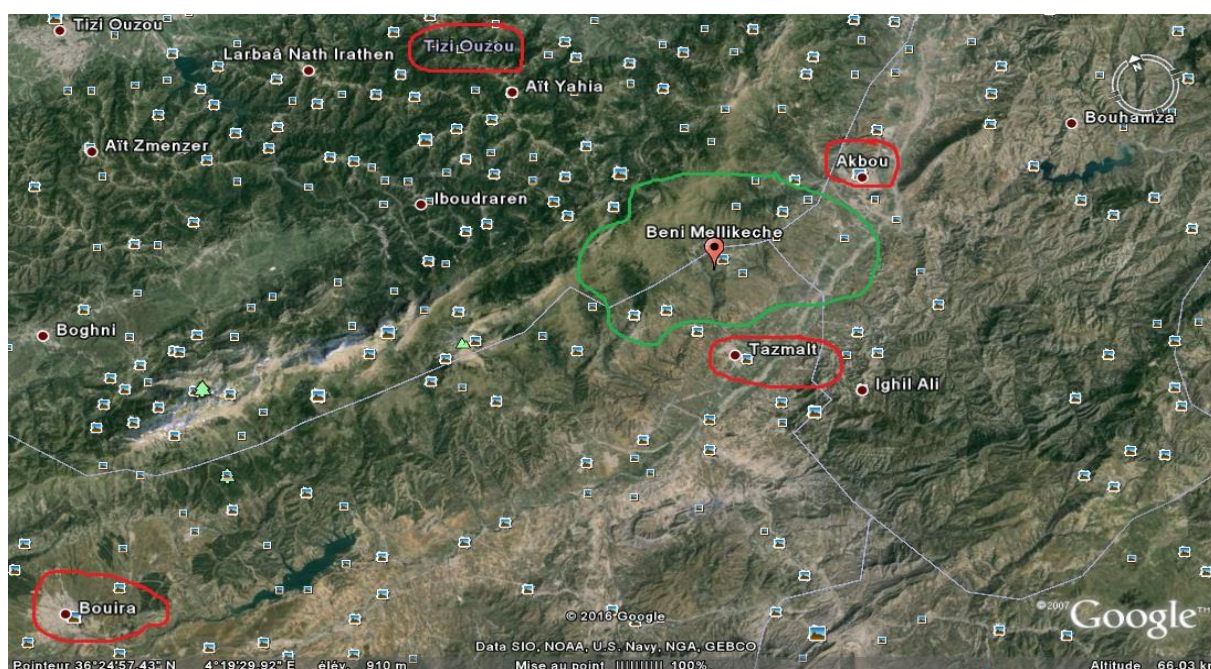 Tizi Ouzou
Tizi Ouzou
Larbaâ Nath Irathen
Aït Yahia
N
Bouhamza
Aït Zmenzer
Akbou
Iboudraren
Beni Mellikeche
Boghni
Tazmalt
Ighil Ali
Bouira
© 2016 Google
©2007 Google™
Data SIO, NOAA, U.S. Navy, NGA, GEBCO
Pointeur 36°24'57.43" N 4°19'29.92" E élév. 910 m Mise au point |||||||||| 100% Altitude 66.03 km